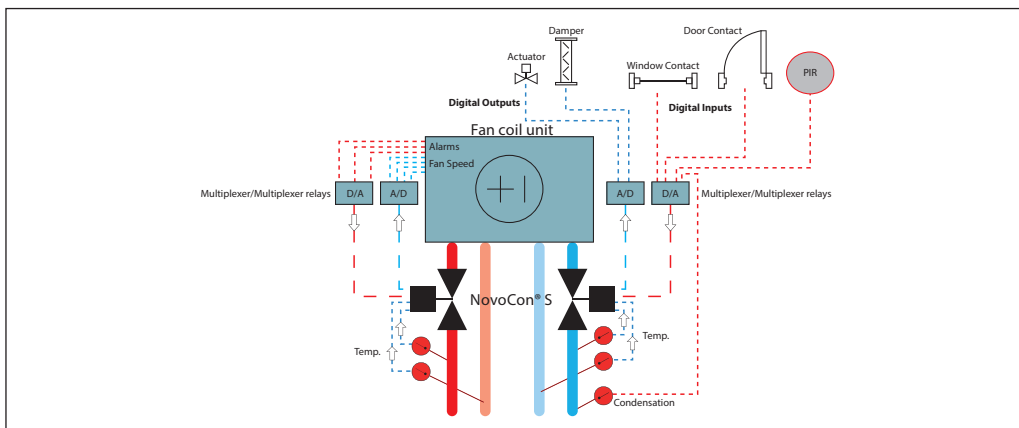 Damper
Door Contact
Actuator
Window Contact
PIR
Digital Outputs
Digital Inputs
Fan coil unit
Alarms
Fan Speed
Multiplexer/Multiplexer relays
D/A
A/D
A/D
D/A
Multiplexer/Multiplexer relays
NovoCon® S
Temp.
Temp.
Condensation